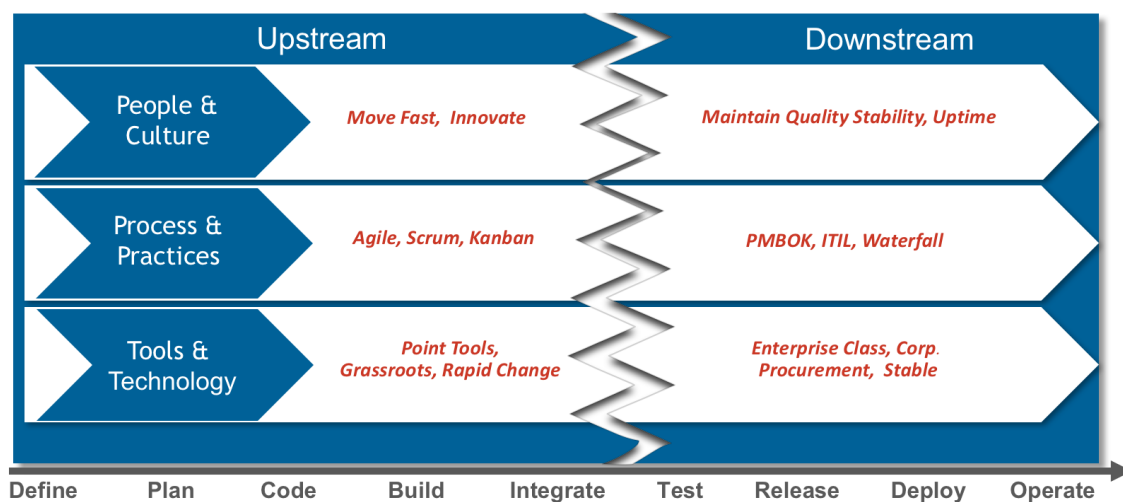 Upstream
Downstream
People &
Culture
Move Fast,  Innovate
Maintain Quality Stability, Uptime
Process &
Practices
Agile, Scrum, Kanban
PMBOK, ITIL, Waterfall
Tools &
Technology
Point Tools,
Grassroots, Rapid Change
Enterprise Class, Corp.
Procurement,  Stable
Define Plan Code Build Integrate Test Release Deploy Operate